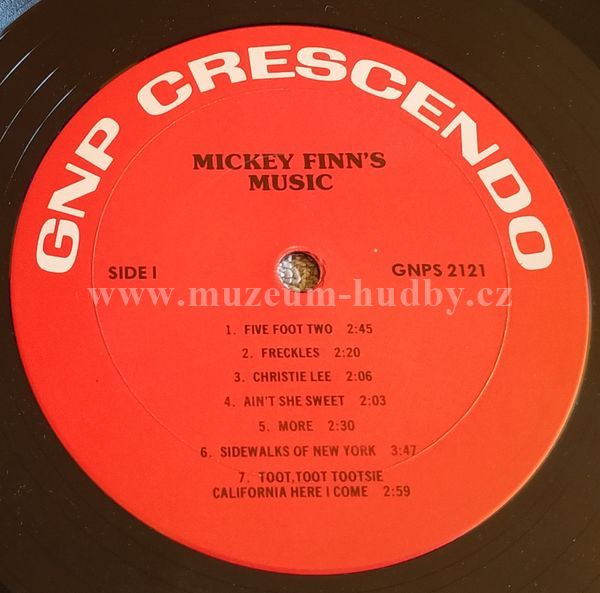 GNP CRESCENDO
MICKEY FINN'S
MUSIC
SIDE I
GNPS 2121
www.muzeum-hudby.cz
1. FIVE FOOT TWO 2:45
2. FRECKLES 2:20
3. CHRISTIE LEE 2:06
4. AIN'T SHE SWEET 2:03
5. MORE 2:30
6. SIDEWALKS OF NEW YORK 3:47
7. TOOT,TOOT TOOTSIE
CALIFORNIA HERE I COME 2:59